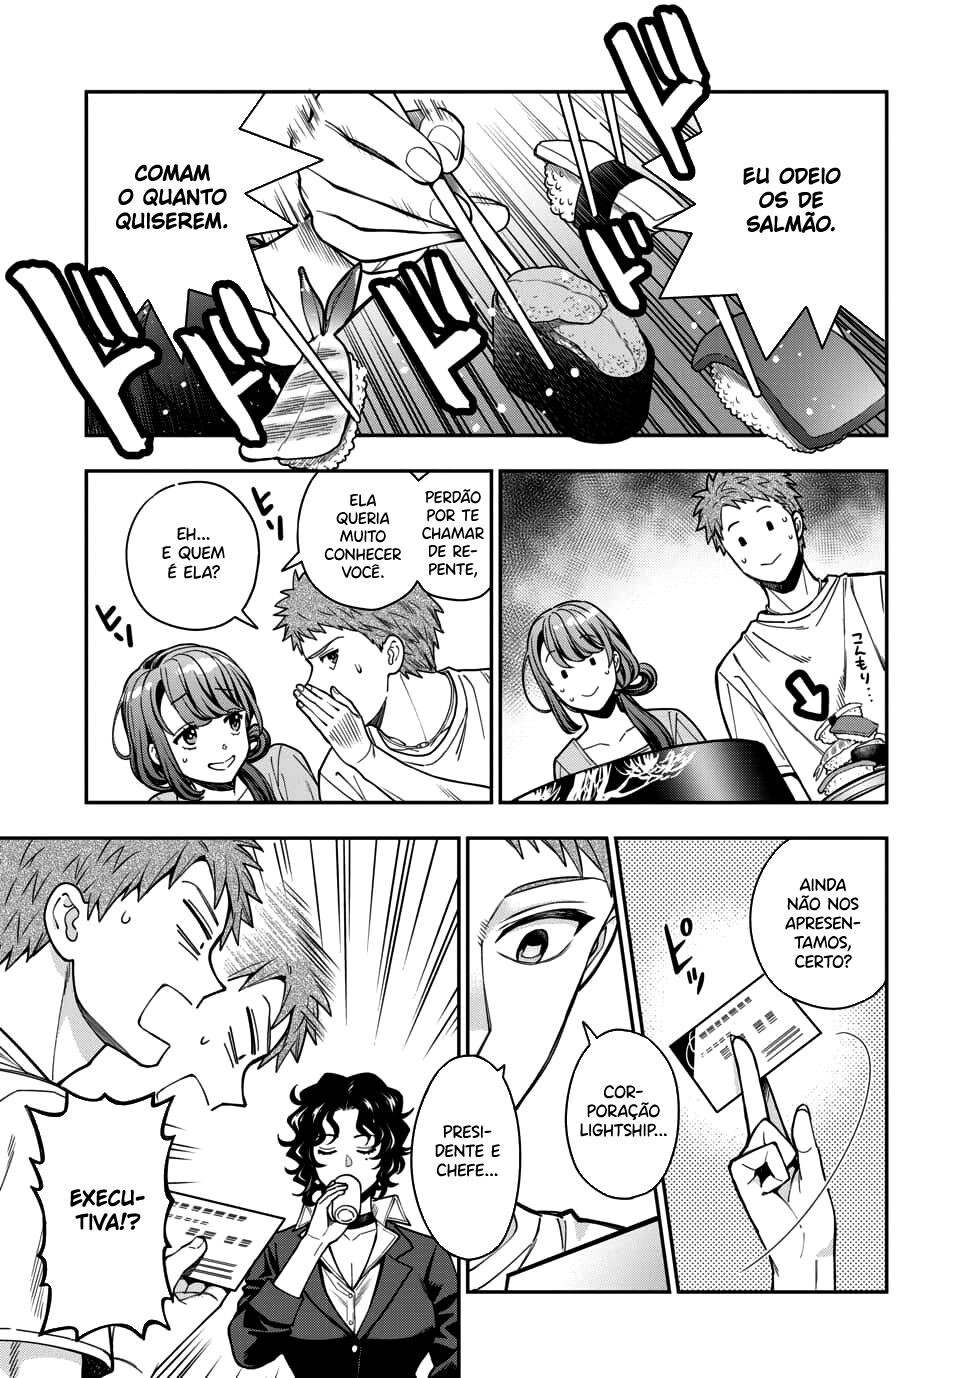 EU ODEIO
OS DE
SALMÃO.
COMAM
O QUANTO
QUISEREM.
ド
ド
ド
ド
ド
こんもり…
PERDÃO
POR TE
CHAMAR
DE RE-
PENTE,
ELA
QUERIA
MUITO
CONHECER
VOCÊ.
ヒソ
EH...
E QUEM
É ELA?
ヒソ
AINDA
NÃO NOS
APRESEN-
TAMOS,
CERTO?
ピッ
COR-
PORAÇÃO
LIGHTSHIP...
PRESI-
DENTE E
CHEFE...
EXECU-
TIVA!?